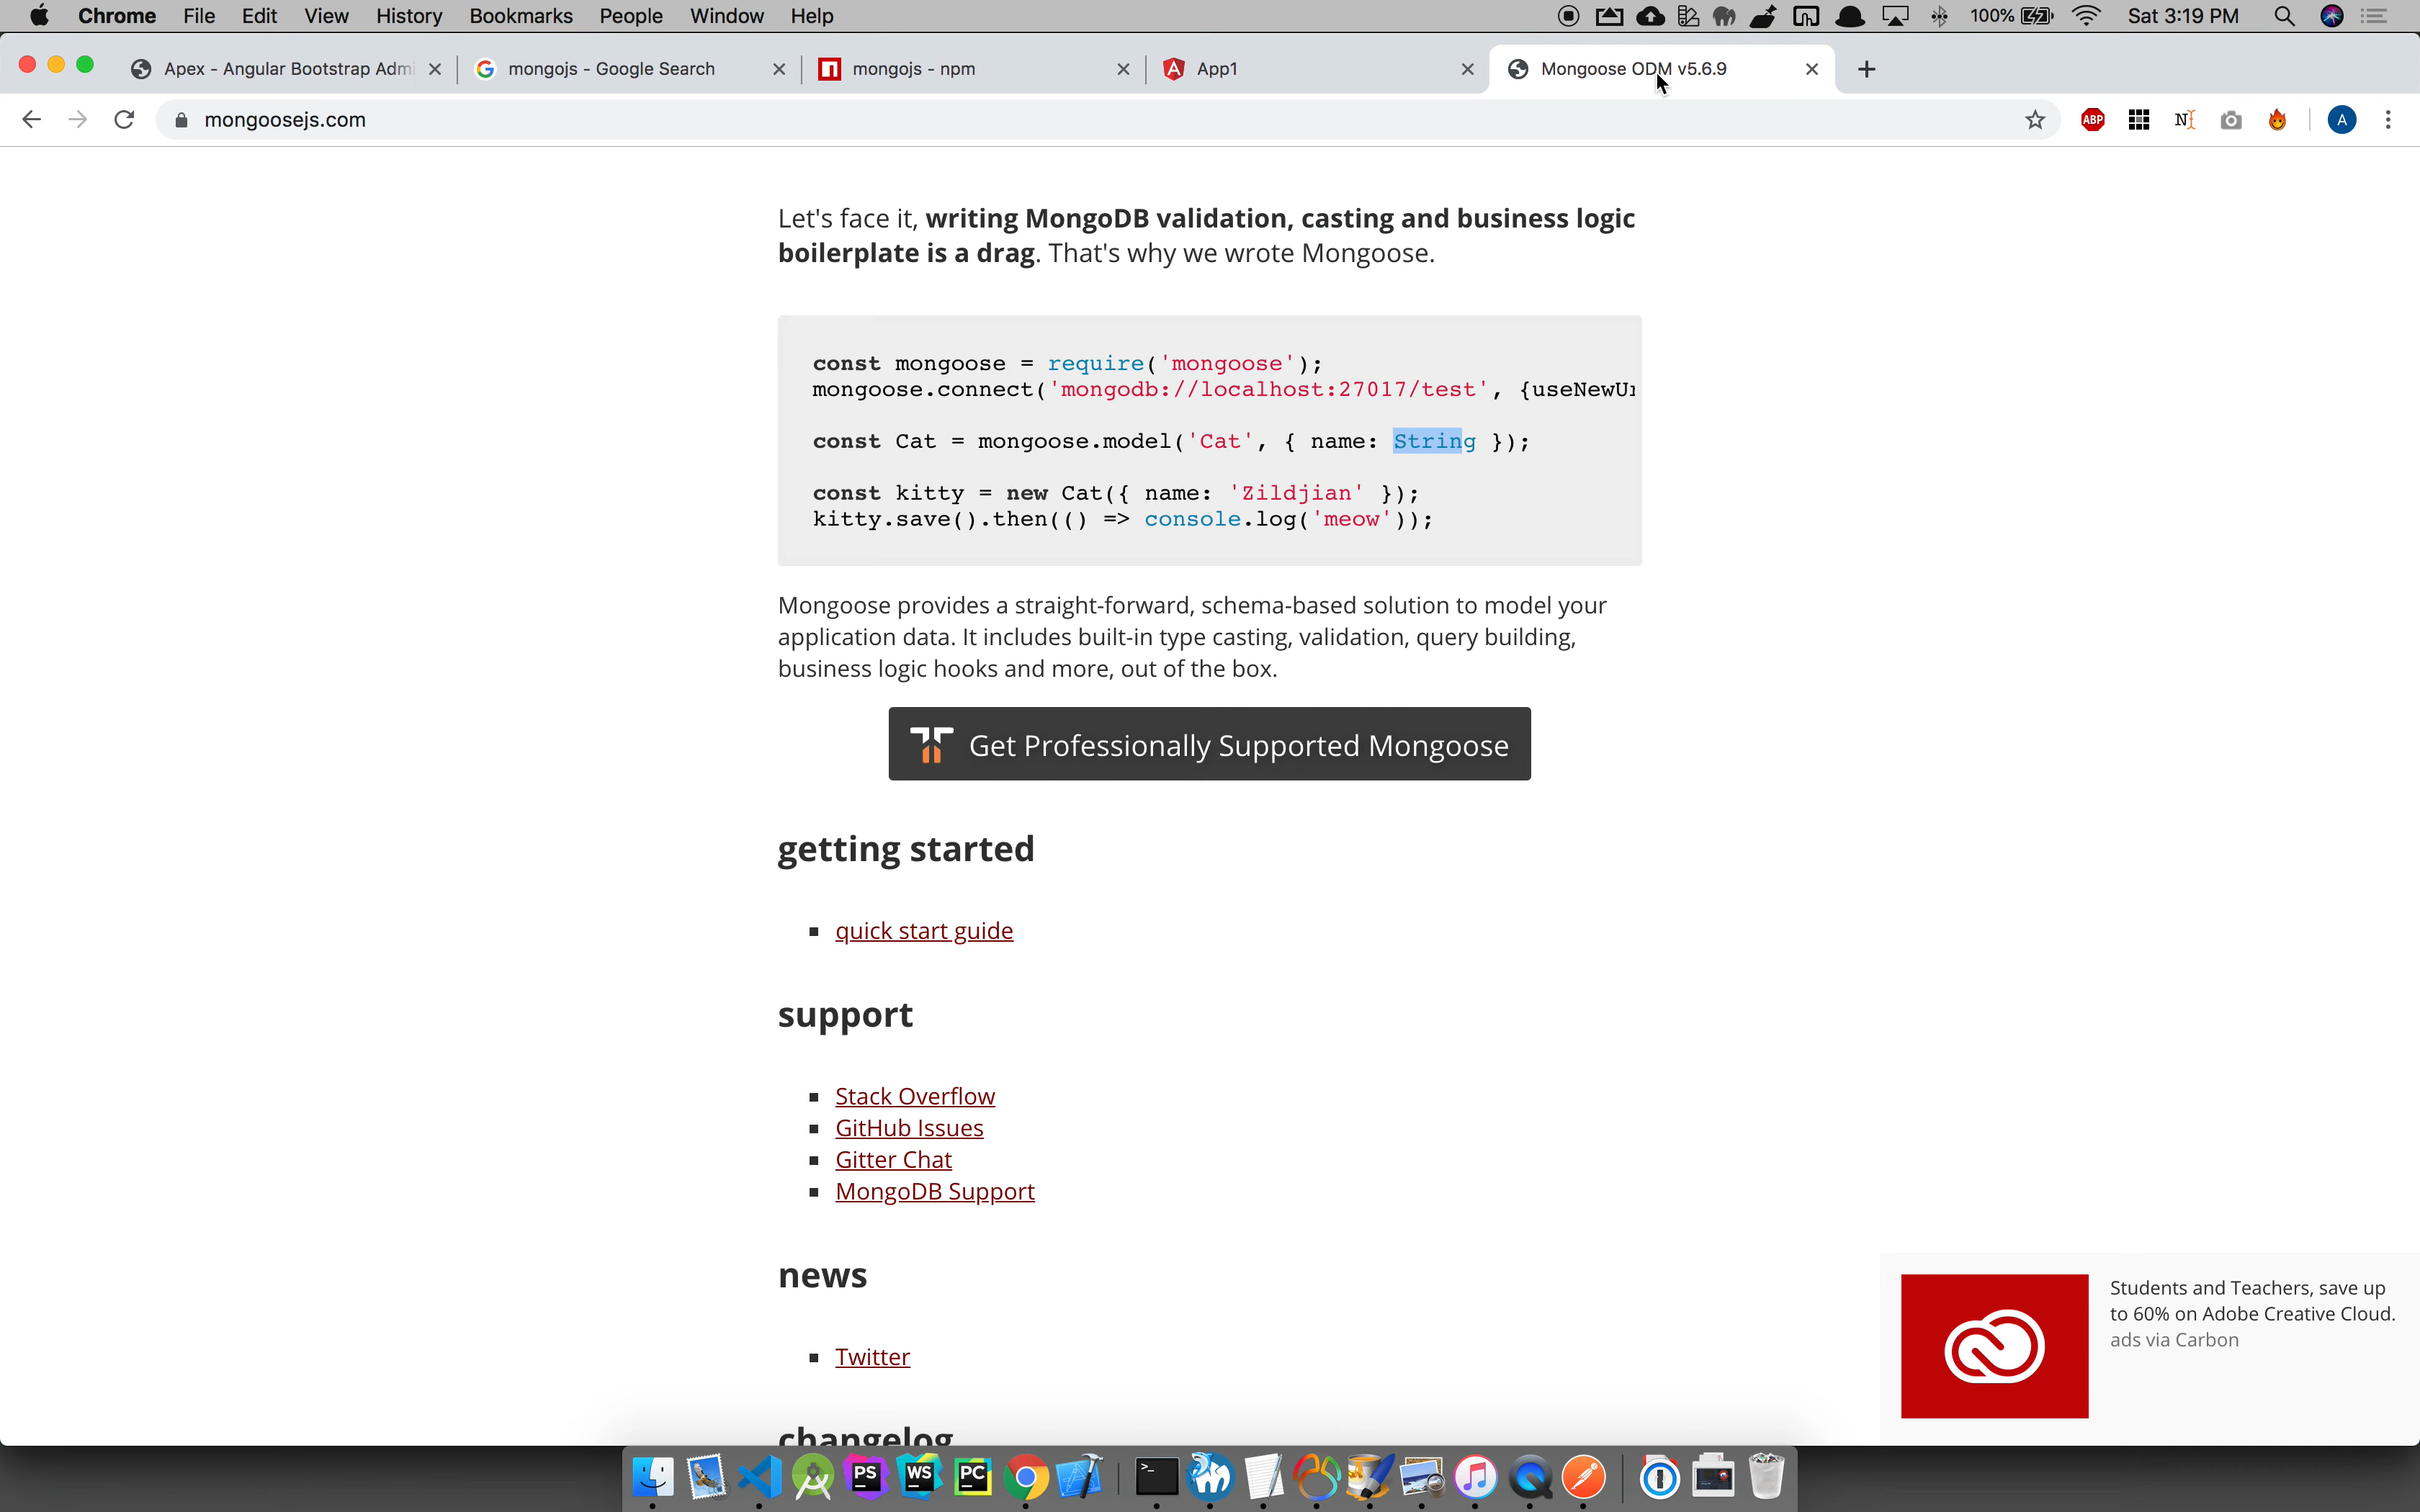 Chrome File Edit View History Bookmarks People Window Help 100% Sat 3:19 PM
Apex - Angular Bootstrap Admi mongojs - Google Search mongojs - npm App1 Mongoose ODM v5.6.9
mongoosejs.com ABP A
Let's face it, writing MongoDB validation, casting and business logic
boilerplate is a drag. That's why we wrote Mongoose.
const mongoose = require('mongoose');
mongoose.connect('mongodb://localhost:27017/test', {useNewUr
const Cat = mongoose.model('Cat', { name: String });
const kitty = new Cat({ name: 'Zildjian' });
kitty.save().then(() => console.log('meow'));
Mongoose provides a straight-forward, schema-based solution to model your
application data. It includes built-in type casting, validation, query building,
business logic hooks and more, out of the box.
Get Professionally Supported Mongoose
getting started
quick start guide
support
Stack Overflow
GitHub Issues
Gitter Chat
MongoDB Support
news
Twitter
changelog
Students and Teachers, save up
to 60% on Adobe Creative Cloud.
ads via Carbon
PS WS PC